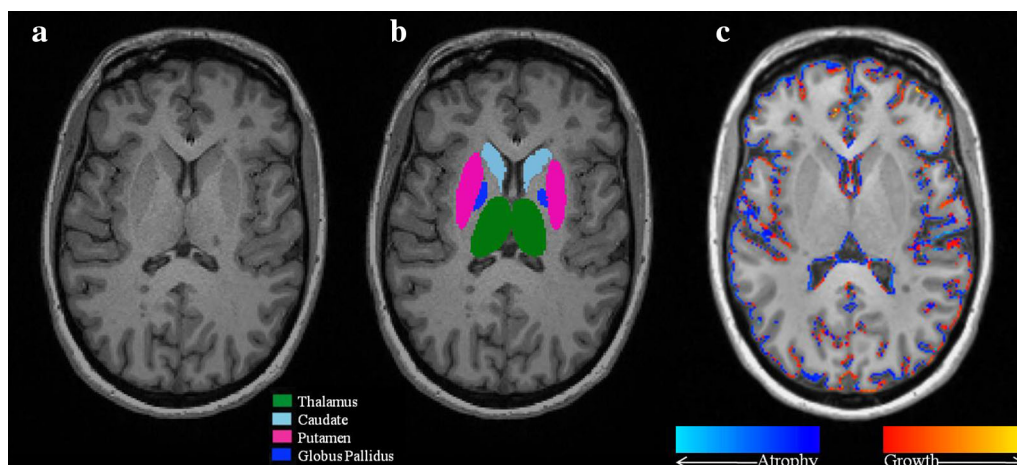 a
b
c
Thalamus
Caudate
Putamen
Globus Pallidus
Atrophy
Growth